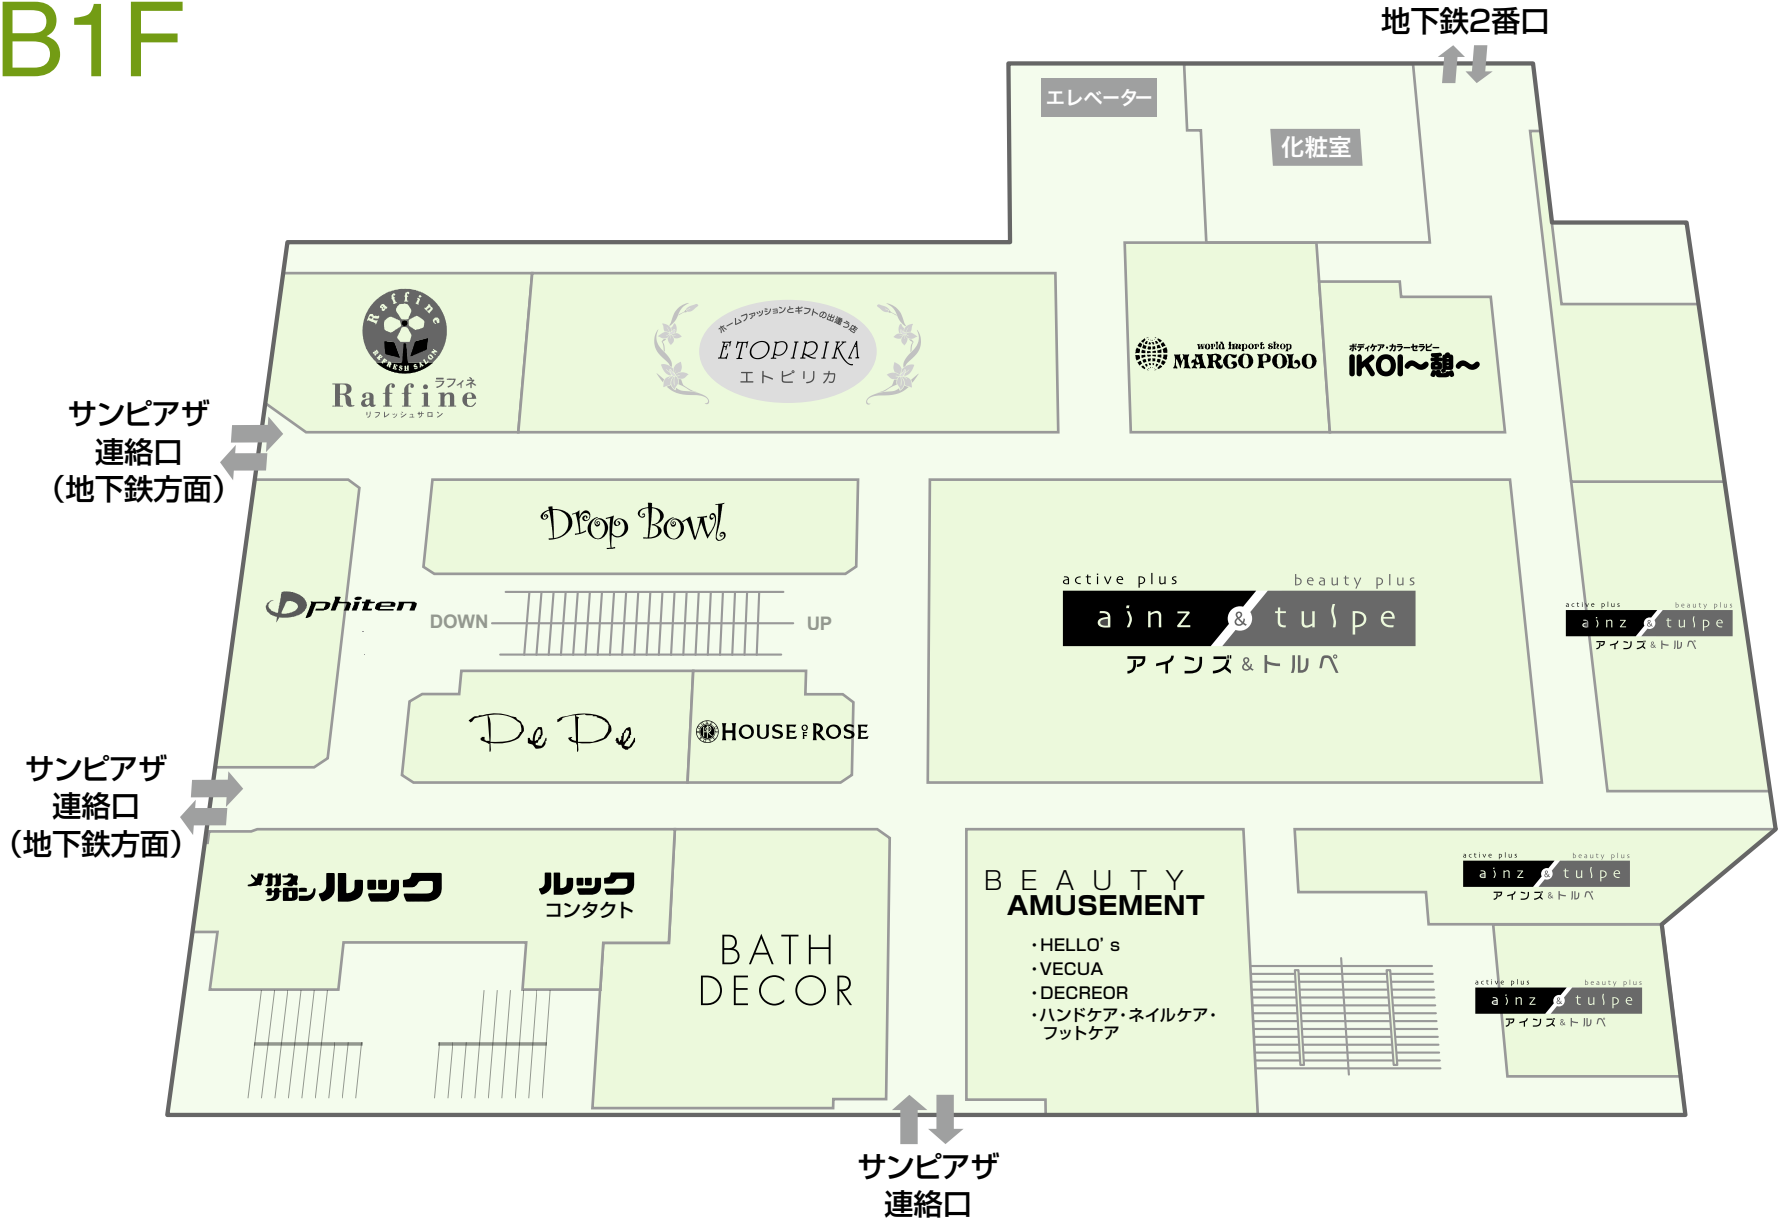 B1F
地下鉄2番口
エレベーター
化粧室
Raffine
REFRESH SALON
ラフィネ
Raffine
リフレッシュサロン
ホームファッションとギフトの出逢う店
ETOPIRIKA
エトピリカ
world import shop
MARCO POLO
ボディケア・カラーセラピー
IKOI〜憩〜
サンピアザ
連絡口
（地下鉄方面）
Drop Bowl
phiten
DOWN
UP
active plus beauty plus
ainz & tulpe
アインズ&トルペ
active plus beauty plus
ainz & tulpe
アインズ&トルペ
De De
HOUSE OF ROSE
サンピアザ
連絡口
（地下鉄方面）
メガネ
サロン ルック
ルック
コンタクト
BATH
DECOR
BEAUTY
AMUSEMENT
・HELLO's
・VECUA
・DECREOR
・ハンドケア・ネイルケア・
フットケア
active plus beauty plus
ainz & tulpe
アインズ&トルペ
active plus beauty plus
ainz & tulpe
アインズ&トルペ
サンピアザ
連絡口